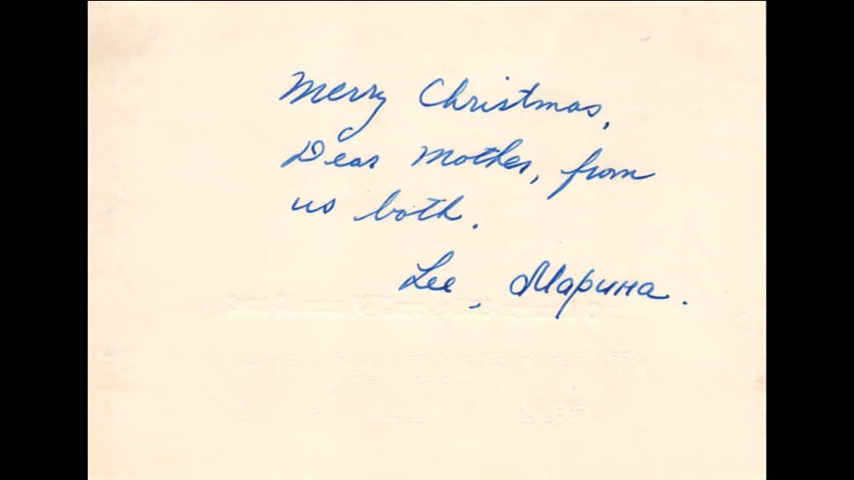 Merry Christmas,
Dear Mother, from
us both.
Lee, Марина.